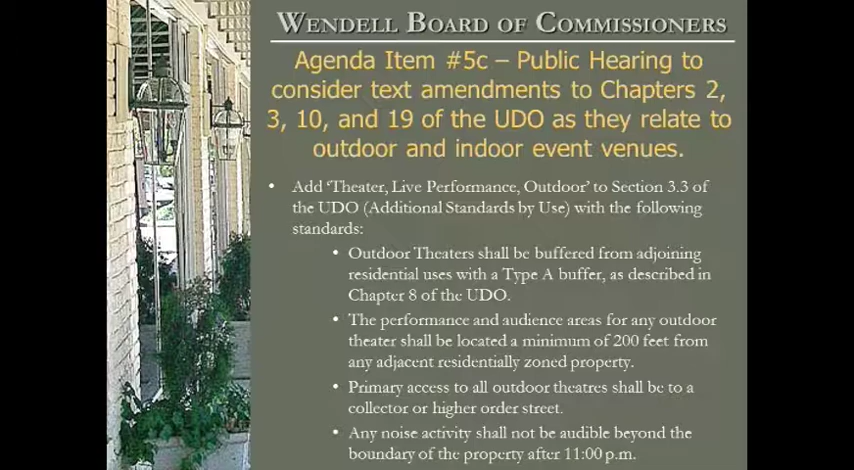 WENDELL BOARD OF COMMISSIONERS
Agenda Item #5c – Public Hearing to
consider text amendments to Chapters 2,
3, 10, and 19 of the UDO as they relate to
outdoor and indoor event venues.
• Add ‘Theater, Live Performance, Outdoor’ to Section 3.3 of
the UDO (Additional Standards by Use) with the following
standards:
• Outdoor Theaters shall be buffered from adjoining
residential uses with a Type A buffer, as described in
Chapter 8 of the UDO.
• The performance and audience areas for any outdoor
theater shall be located a minimum of 200 feet from
any adjacent residentially zoned property.
• Primary access to all outdoor theatres shall be to a
collector or higher order street.
• Any noise activity shall not be audible beyond the
boundary of the property after 11:00 p.m.